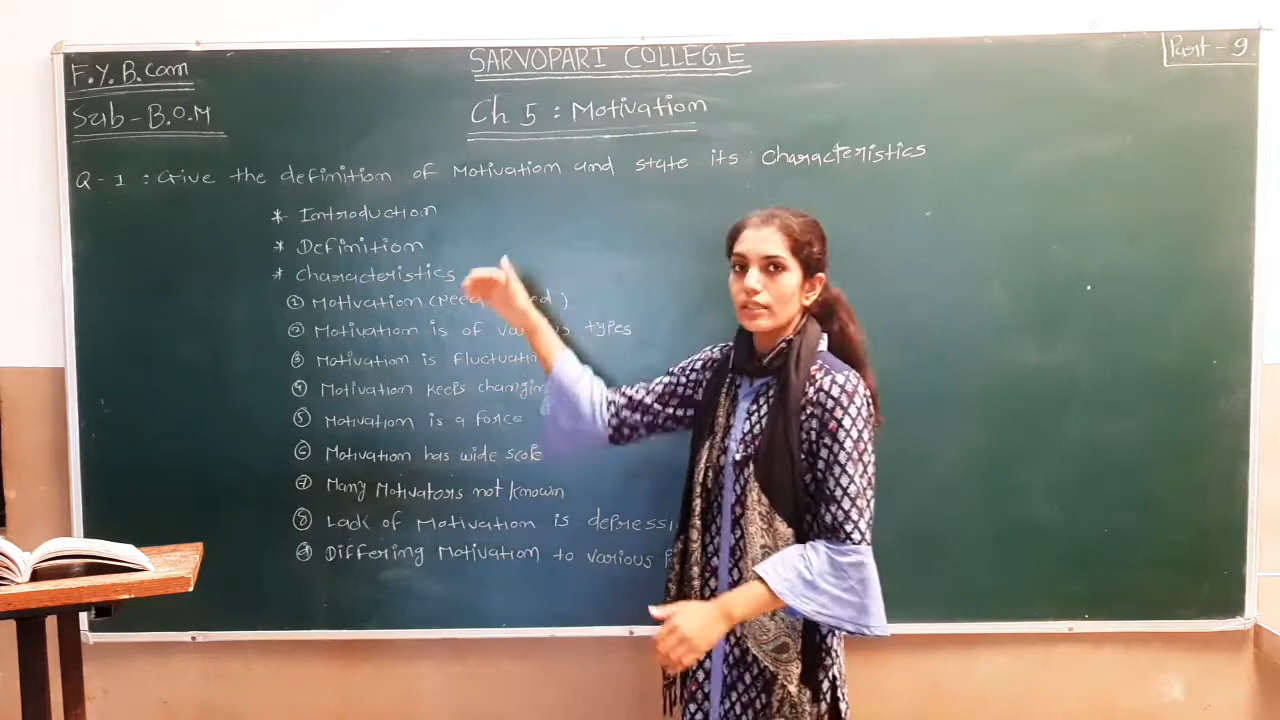 F.Y. B.Com
SARVOPARI COLLEGE
Part - 9
Sub - B.O.M
Ch 5 : Motivation
Q - 1 : Give the definition of Motivation and state its Characteristics
* Introduction
* Definition
* Characteristics
① Motivation
② Motivation is of types
③ Motivation is
④ Motivation keeps
⑤ Motivation is a force
⑥ Motivation has wide scope
⑦ Many Motivators not known
⑧ Lack of Motivation is
⑨ Differing Motivation to various